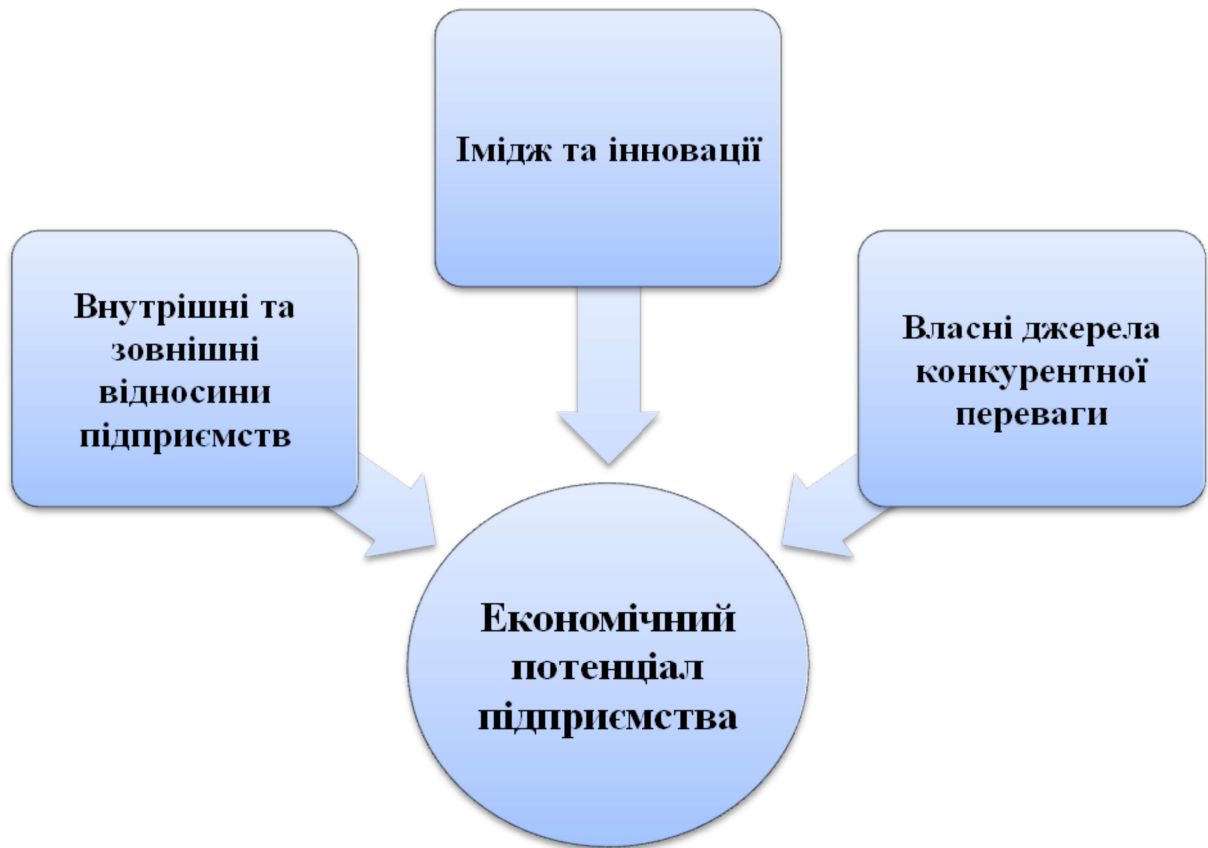 Імідж та інновації
Внутрішні та
зовнішні
відносини
підприємств
Власні джерела
конкурентної
переваги
Економічний
потенціал
підприємства